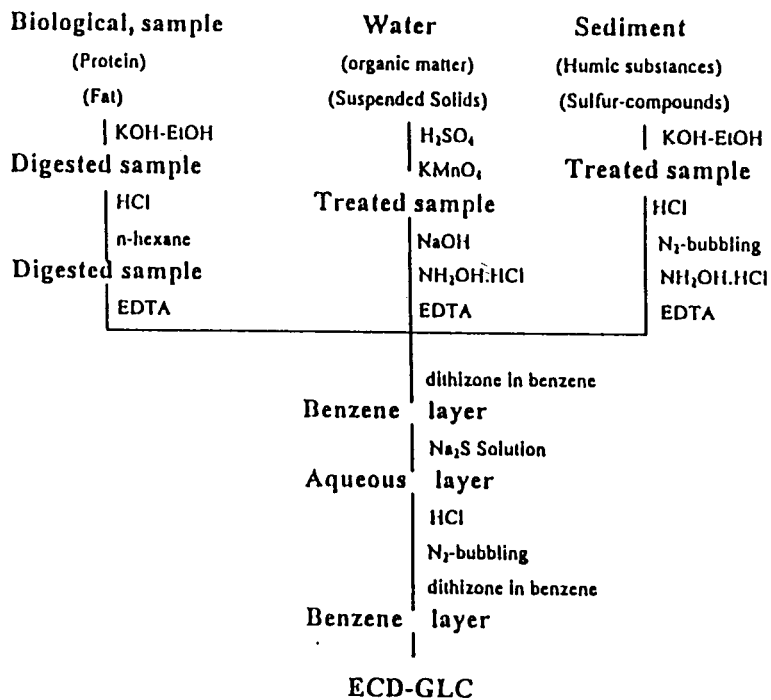 Biological, sample Water Sediment
(Protein) (organic matter) (Humic substances)
(Fat) (Suspended Solids) (Sulfur-compounds)
KOH-EtOH H₂SO₄ KOH-EtOH
Digested sample KMnO₄ Treated sample
HCl Treated sample HCl
n-hexane NaOH N₂-bubbling
Digested sample NH₂OH.HCl NH₂OH.HCl
EDTA EDTA EDTA
dithizone in benzene
Benzene layer
Na₂S Solution
Aqueous layer
HCl
N₂-bubbling
dithizone in benzene
Benzene layer
ECD-GLC